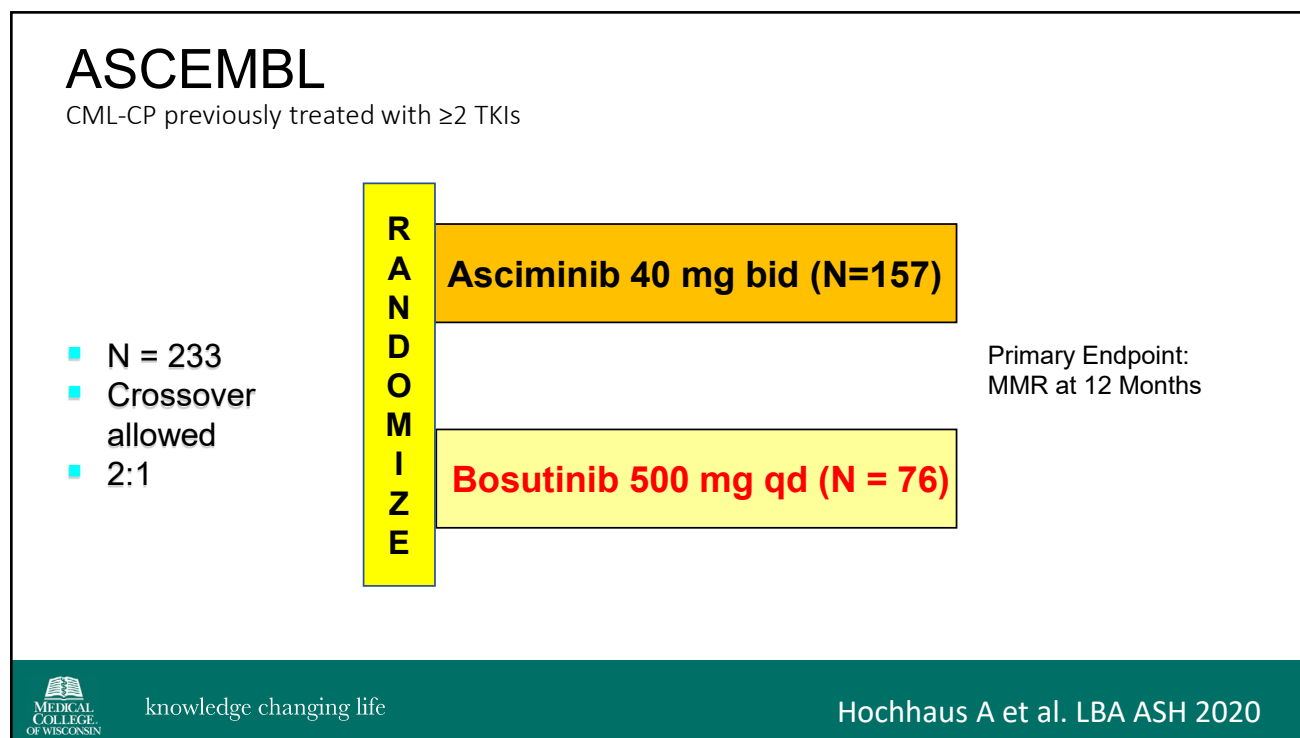 ASCEMBL
CML-CP previously treated with ≥2 TKIs
N = 233
Crossover
allowed
2:1
R
A
N
D
O
M
I
Z
E
Asciminib 40 mg bid (N=157)
Bosutinib 500 mg qd (N = 76)
Primary Endpoint:
MMR at 12 Months
MEDICAL
COLLEGE
OF WISCONSIN
knowledge changing life
Hochhaus A et al. LBA ASH 2020